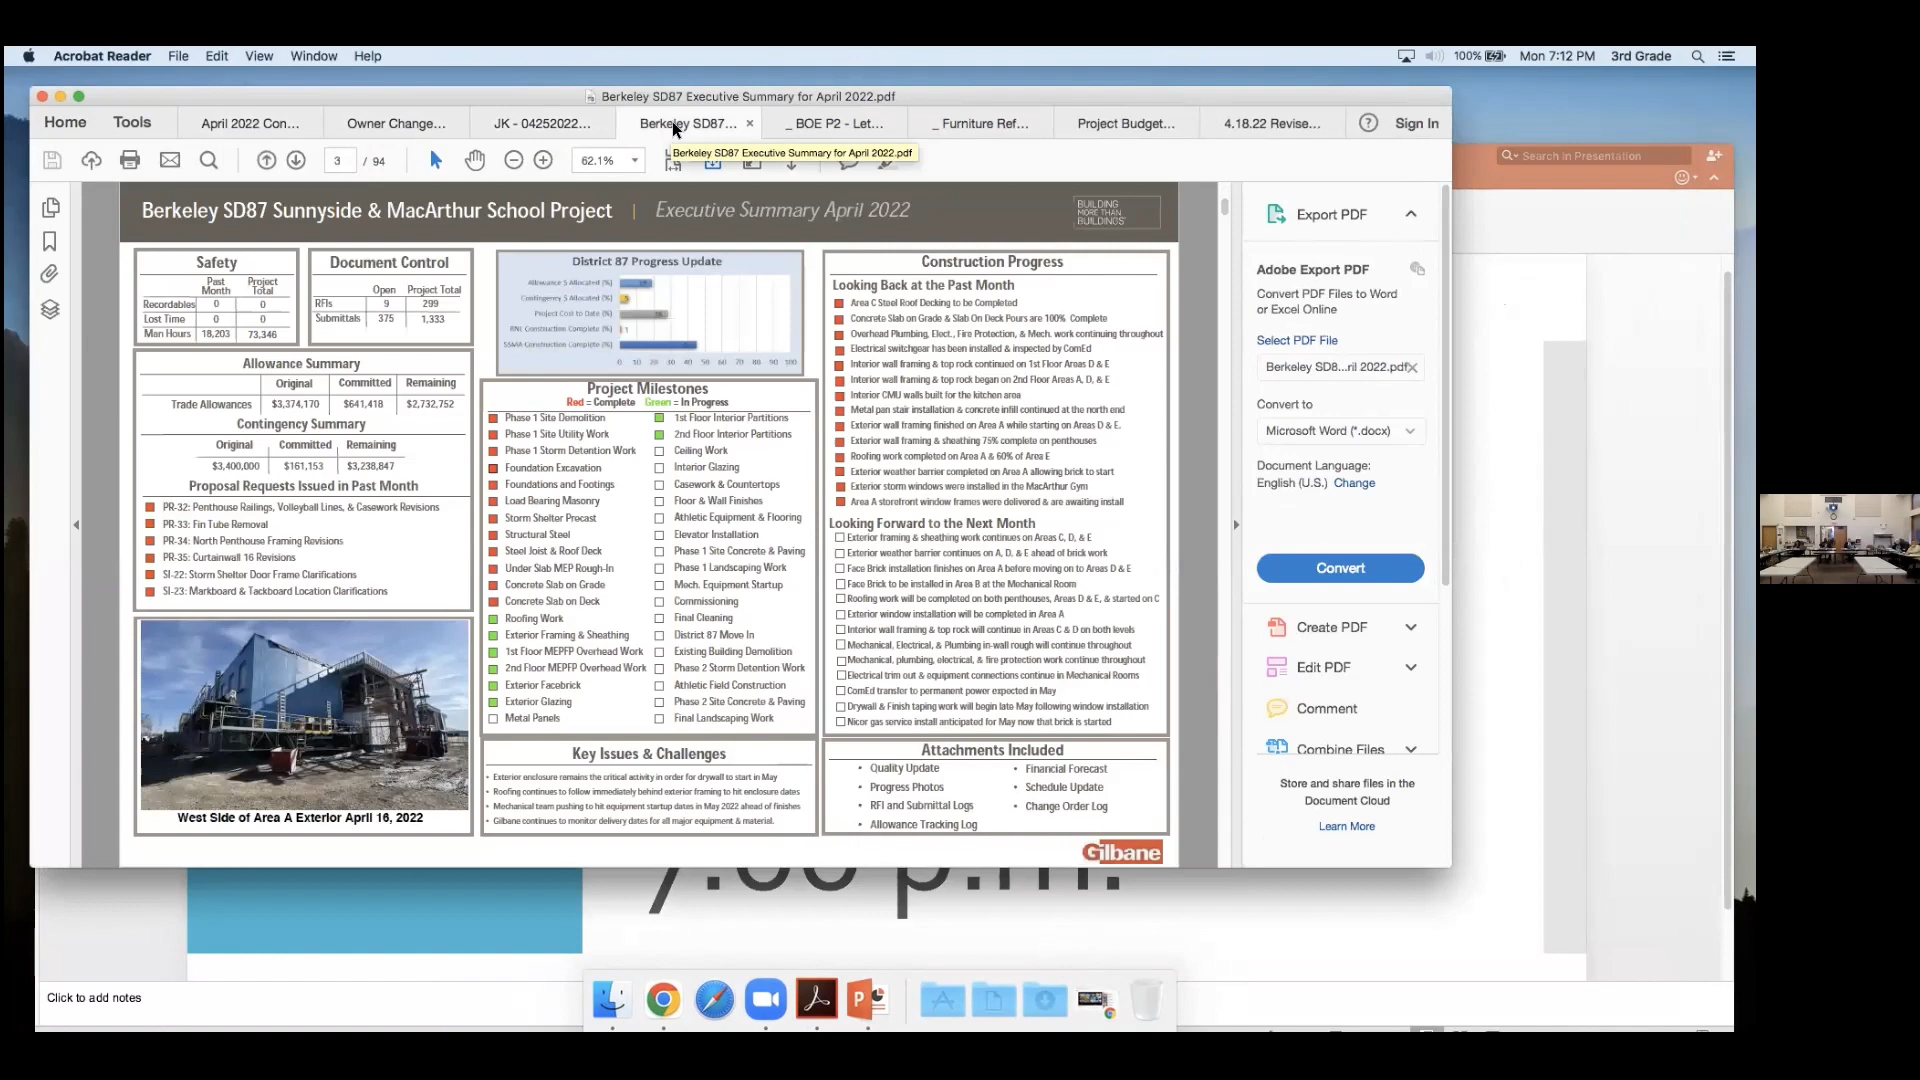 Acrobat Reader File Edit View Window Help
100% Mon 7:12 PM 3rd Grade
Berkeley SD87 Executive Summary for April 2022.pdf
Home Tools April 2022 Con... Owner Change... JK - 04252022... Berkeley SD87... × _ BOE P2 - Let... _ Furniture Ref... Project Budget... 4.18.22 Revise... Sign In
3 / 94 62.1%
Berkeley SD87 Executive Summary for April 2022.pdf
Search in Presentation
Berkeley SD87 Sunnyside & MacArthur School Project | Executive Summary April 2022
BUILDING
MORE THAN
BUILDINGS
Safety
Past Month Project Total
Recordables 0 0
Lost Time 0 0
Man Hours 18,203 73,346
Document Control
Open Project Total
RFIs 9 299
Submittals 375 1,333
Allowance Summary
Original Committed Remaining
Trade Allowances $3,374,170 $641,418 $2,732,752
Contingency Summary
Original Committed Remaining
$3,400,000 $161,153 $3,238,847
Proposal Requests Issued in Past Month
PR-32: Penthouse Railings, Volleyball Lines, & Casework Revisions
PR-33: Fin Tube Removal
PR-34: North Penthouse Framing Revisions
PR-35: Curtainwall 16 Revisions
SI-22: Storm Shelter Door Frame Clarifications
SI-23: Markboard & Tackboard Location Clarifications
West Side of Area A Exterior April 16, 2022
District 87 Progress Update
Allowance $ Allocated (%)
Contingency $ Allocated (%)
Project Cost to Date (%)
RNL Construction Complete (%) 1
SSMA Construction Complete (%)
0 10 20 30 40 50 60 70 80 90 100
Project Milestones
Red = Complete Green = In Progress
Phase 1 Site Demolition
Phase 1 Site Utility Work
Phase 1 Storm Detention Work
Foundation Excavation
Foundations and Footings
Load Bearing Masonry
Storm Shelter Precast
Structural Steel
Steel Joist & Roof Deck
Under Slab MEP Rough-In
Concrete Slab on Grade
Concrete Slab on Deck
Roofing Work
Exterior Framing & Sheathing
1st Floor MEPFP Overhead Work
2nd Floor MEPFP Overhead Work
Exterior Facebrick
Exterior Glazing
Metal Panels
1st Floor Interior Partitions
2nd Floor Interior Partitions
Ceiling Work
Interior Glazing
Casework & Countertops
Floor & Wall Finishes
Athletic Equipment & Flooring
Elevator Installation
Phase 1 Site Concrete & Paving
Phase 1 Landscaping Work
Mech. Equipment Startup
Commissioning
Final Cleaning
District 87 Move In
Existing Building Demolition
Phase 2 Storm Detention Work
Athletic Field Construction
Phase 2 Site Concrete & Paving
Final Landscaping Work
Key Issues & Challenges
• Exterior enclosure remains the critical activity in order for drywall to start in May
• Roofing continues to follow immediately behind exterior framing to hit enclosure dates
• Mechanical team pushing to hit equipment startup dates in May 2022 ahead of finishes
• Gilbane continues to monitor delivery dates for all major equipment & material.
Construction Progress
Looking Back at the Past Month
Area C Steel Roof Decking to be Completed
Concrete Slab on Grade & Slab On Deck Pours are 100% Complete
Overhead Plumbing, Elect., Fire Protection, & Mech. work continuing throughout
Electrical switchgear has been installed & inspected by ComEd
Interior wall framing & top rock continued on 1st Floor Areas D & E
Interior wall framing & top rock began on 2nd Floor Areas A, D, & E
Interior CMU walls built for the kitchen area
Metal pan stair installation & concrete infill continued at the north end
Exterior wall framing finished on Area A while starting on Areas D & E.
Exterior wall framing & sheathing 75% complete on penthouses
Roofing work completed on Area A & 60% of Area E
Exterior weather barrier completed on Area A allowing brick to start
Exterior storm windows were installed in the MacArthur Gym
Area A storefront window frames were delivered & are awaiting install
Looking Forward to the Next Month
Exterior framing & sheathing work continues on Areas C, D, & E
Exterior weather barrier continues on A, D, & E ahead of brick work
Face Brick installation finishes on Area A before moving on to Areas D & E
Face Brick to be installed in Area B at the Mechanical Room
Roofing work will be completed on both penthouses, Areas D & E, & started on C
Exterior window installation will be completed in Area A
Interior wall framing & top rock will continue in Areas C & D on both levels
Mechanical, Electrical, & Plumbing in-wall rough will continue throughout
Mechanical, plumbing, electrical, & fire protection work continue throughout
Electrical trim out & equipment connections continue in Mechanical Rooms
ComEd transfer to permanent power expected in May
Drywall & Finish taping work will begin late May following window installation
Nicor gas service install anticipated for May now that brick is started
Attachments Included
• Quality Update
• Progress Photos
• RFI and Submittal Logs
• Allowance Tracking Log
• Financial Forecast
• Schedule Update
• Change Order Log
Gilbane
Export PDF
Adobe Export PDF
Convert PDF Files to Word
or Excel Online
Select PDF File
Berkeley SD8...ril 2022.pdf
Convert to
Microsoft Word (*.docx)
Document Language:
English (U.S.) Change
Convert
Create PDF
Edit PDF
Comment
Combine Files
Store and share files in the
Document Cloud
Learn More
p.m.
Click to add notes